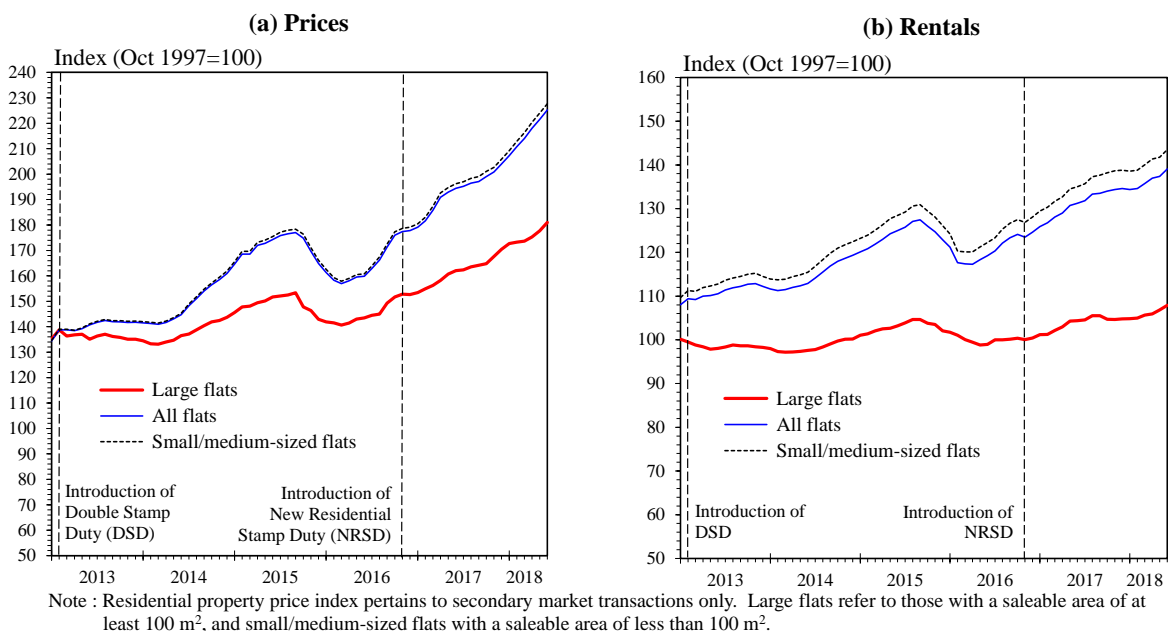 (a) Prices
Index (Oct 1997=100)
240
230
220
210
200
190
180
170
160
150
140
130
120
110
100
90
80
70
60
50
Large flats
All flats
Small/medium-sized flats
Introduction of
Double Stamp
Duty (DSD)
Introduction of
New Residential
Stamp Duty (NRSD)
2013 2014 2015 2016 2017 2018
(b) Rentals
Index (Oct 1997=100)
160
150
140
130
120
110
100
90
80
70
60
50
Large flats
All flats
Small/medium-sized flats
Introduction of
DSD
Introduction of
NRSD
2013 2014 2015 2016 2017 2018
Note : Residential property price index pertains to secondary market transactions only. Large flats refer to those with a saleable area of at
least 100 m², and small/medium-sized flats with a saleable area of less than 100 m².